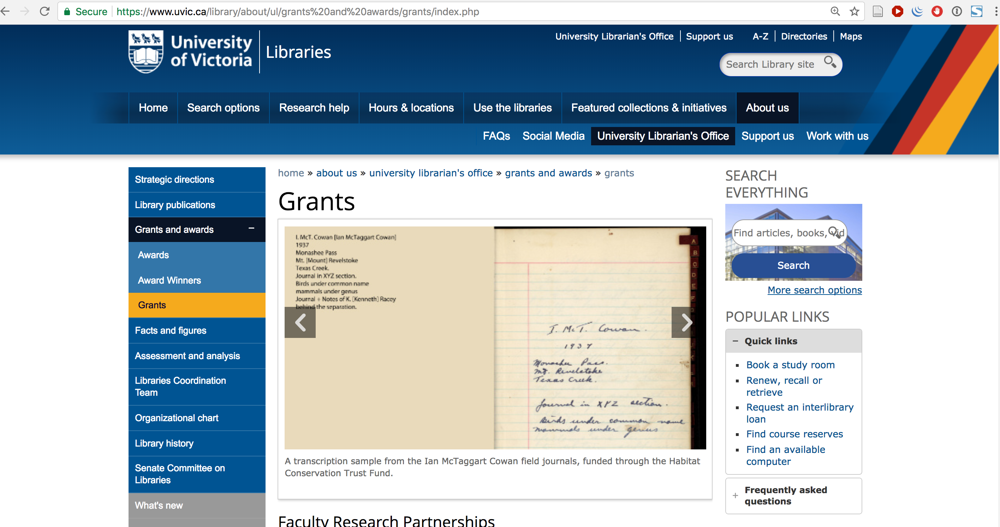 Secure https://www.uvic.ca/library/about/ul/grants%20and%20awards/grants/index.php
University
of Victoria
Libraries
University Librarian's Office
Support us
A-Z
Directories
Maps
Search Library site
Home
Search options
Research help
Hours & locations
Use the libraries
Featured collections & initiatives
About us
FAQs
Social Media
University Librarian's Office
Support us
Work with us
Strategic directions
Library publications
Grants and awards –
Awards
Award Winners
Grants
Facts and figures
Assessment and analysis
Libraries Coordination
Team
Organizational chart
Library history
Senate Committee on
Libraries
What's new
home » about us » university librarian's office » grants and awards » grants
Grants
I. McT. Cowan [Ian McTaggart Cowan]
1937
Monashee Pass
Mt. [Mount] Revelstoke
Texas Creek.
Journal in XYZ section.
Birds under common name
mammals under genus
Journal + Notes of K. [Kenneth] Racey
behind the separation.
I. McT. Cowan.
1937
Monashee Pass.
Mt. Revelstoke
Texas Creek.
Journal in XYZ section.
Birds under common name
mammals under genus
A
B
C
D
E
F
G
J
K
L
M
A transcription sample from the Ian McTaggart Cowan field journals, funded through the Habitat
Conservation Trust Fund.
Faculty Research Partnerships
SEARCH
EVERYTHING
Find articles, books, vid
Search
More search options
POPULAR LINKS
– Quick links
Book a study room
Renew, recall or
retrieve
Request an interlibrary
loan
Find course reserves
Find an available
computer
+ Frequently asked
questions